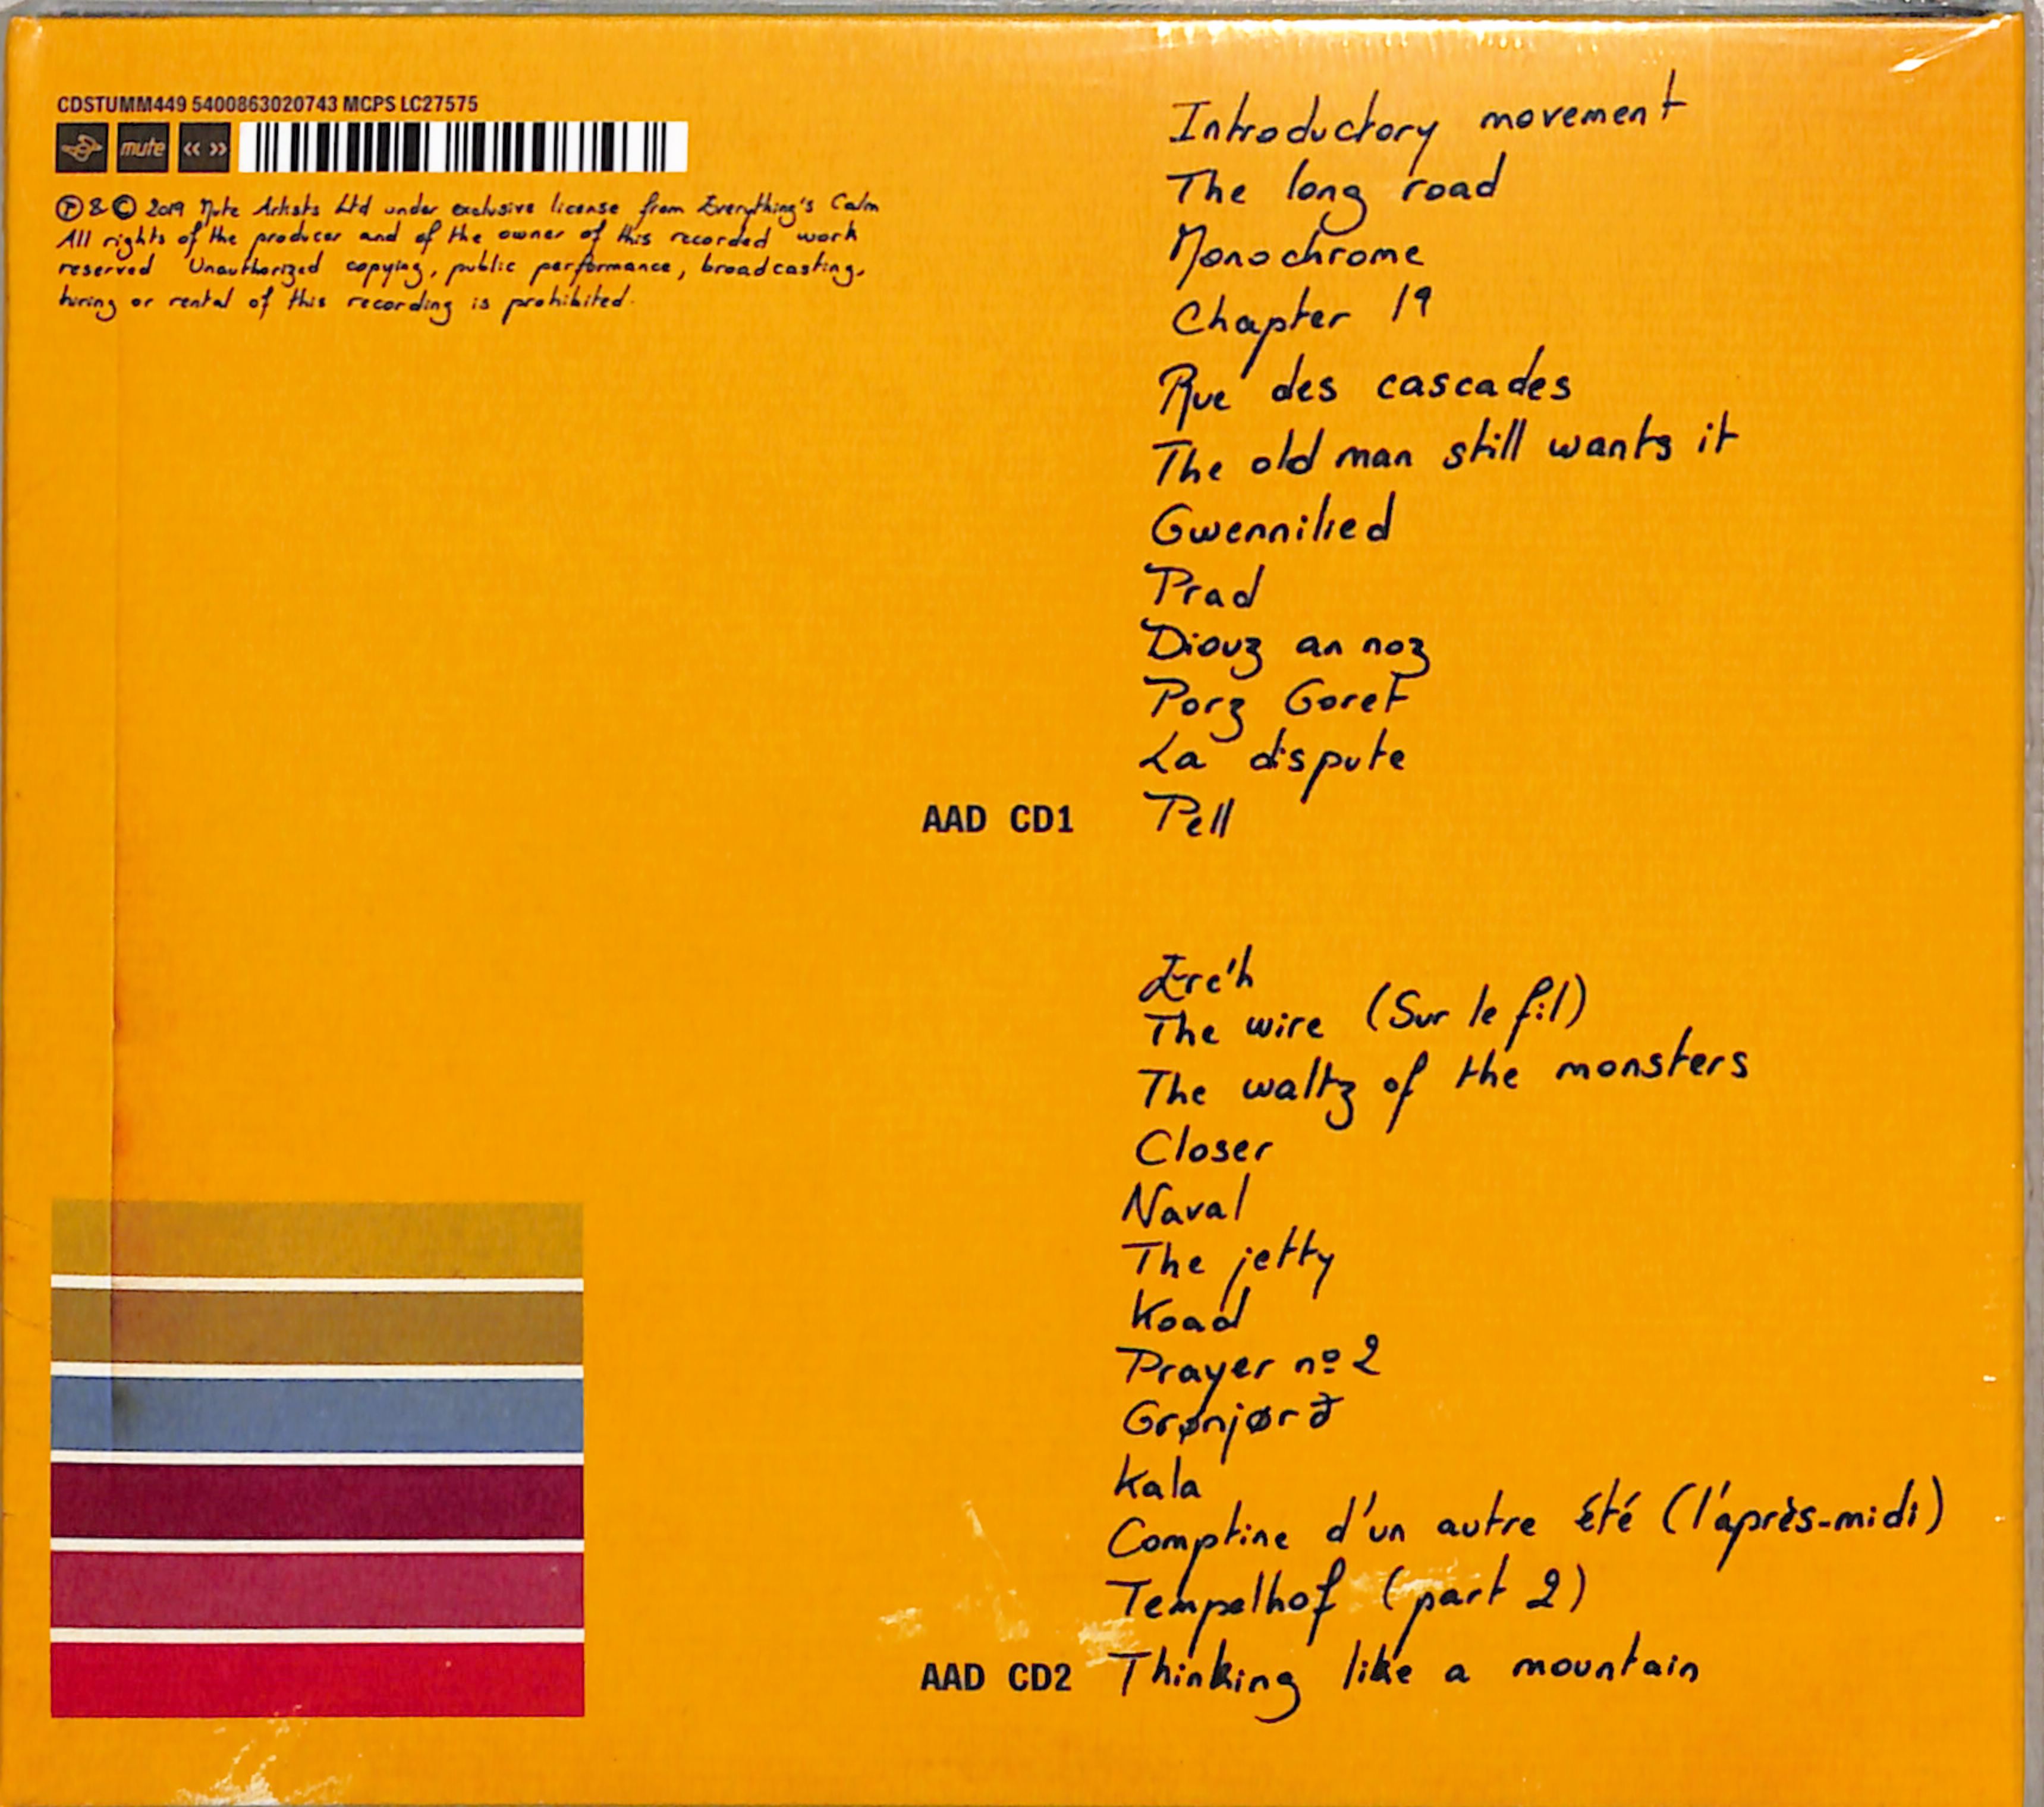 CDSTUMM449 5400863020743 MCPS LC27575
mute « »
Ⓟ & © 2019 Mute Artists Ltd under exclusive license from Everything's Calm
All rights of the producer and of the owner of this recorded work
reserved Unauthorized copying, public performance, broadcasting,
hiring or rental of this recording is prohibited.
Introductory movement
The long road
Monochrome
Chapter 19
Rue des cascades
The old man still wants it
Gwennilied
Prad
Diouz an noz
Porz Goret
La dispute
AAD CD1 Pell
Erc'h
The wire (Sur le fil)
The waltz of the monsters
Closer
Naval
The jetty
Koad
Prayer nº 2
Grønjørð
Kala
Comptine d'un autre été (l'après-midi)
Tempelhof (part 2)
AAD CD2 Thinking like a mountain